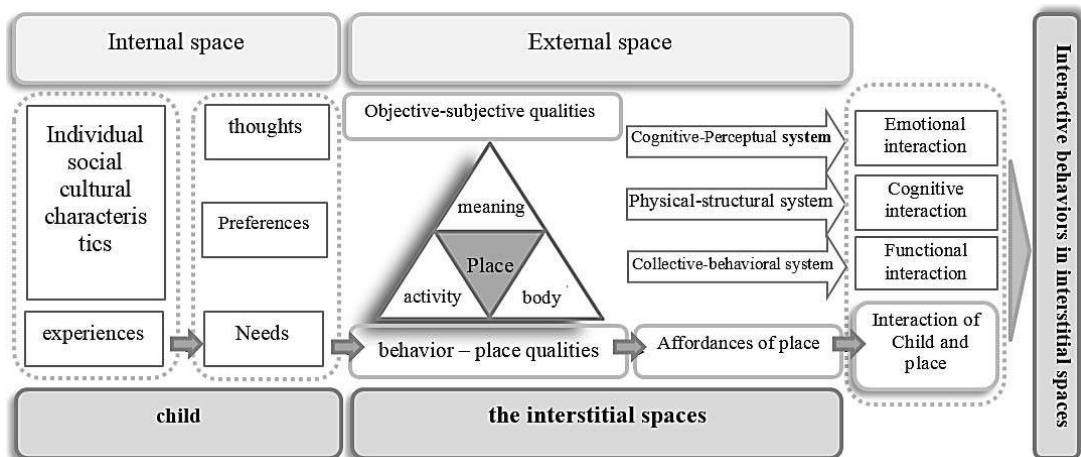 Internal space
External space
Individual
social
cultural
characteris
tics
experiences
thoughts
Preferences
Needs
Objective-subjective qualities
meaning
Place
activity
body
behavior – place qualities
Cognitive-Perceptual system
Physical-structural system
Collective-behavioral system
Affordances of place
Emotional
interaction
Cognitive
interaction
Functional
interaction
Interaction of
Child and
place
Interactive behaviors in interstitial spaces
child
the interstitial spaces